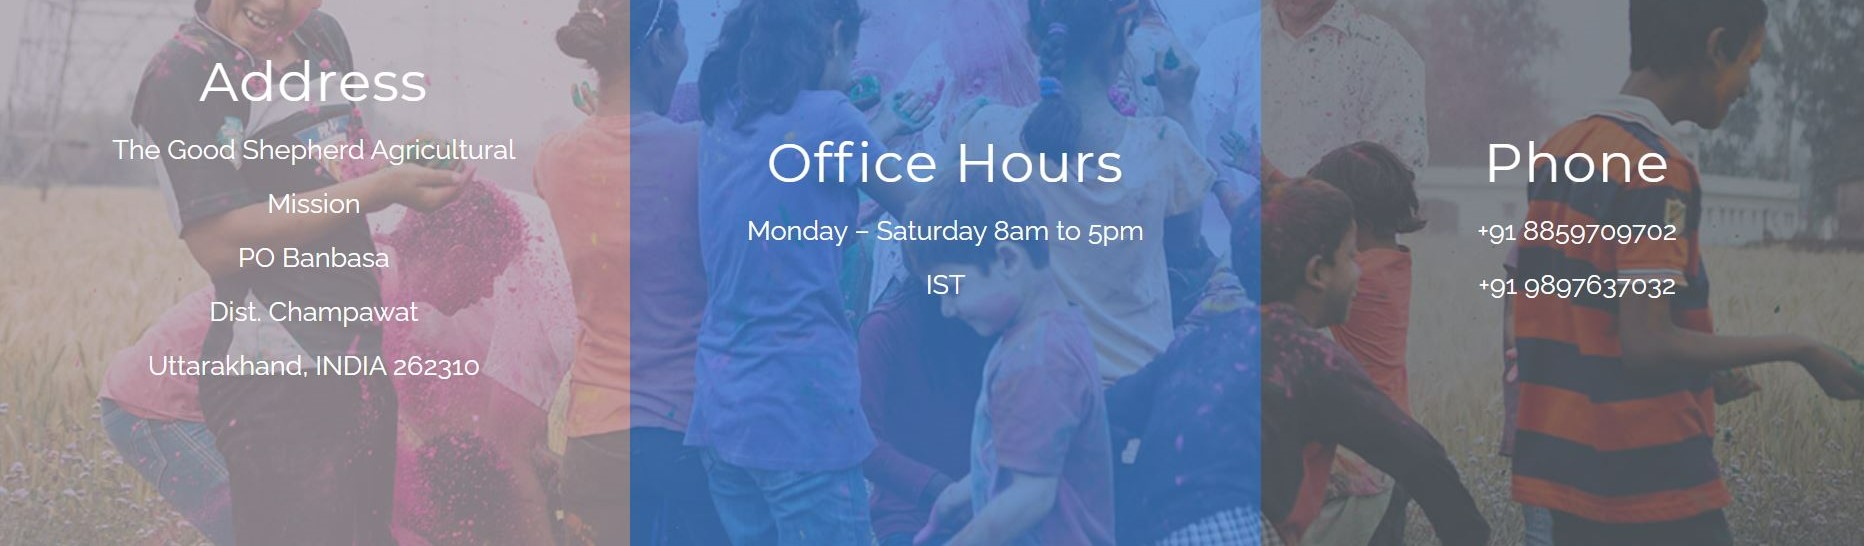 Address
The Good Shepherd Agricultural
Mission
PO Banbasa
Dist. Champawat
Uttarakhand, INDIA 262310
Office Hours
Monday – Saturday 8am to 5pm
IST
Phone
+91 8859709702
+91 9897637032